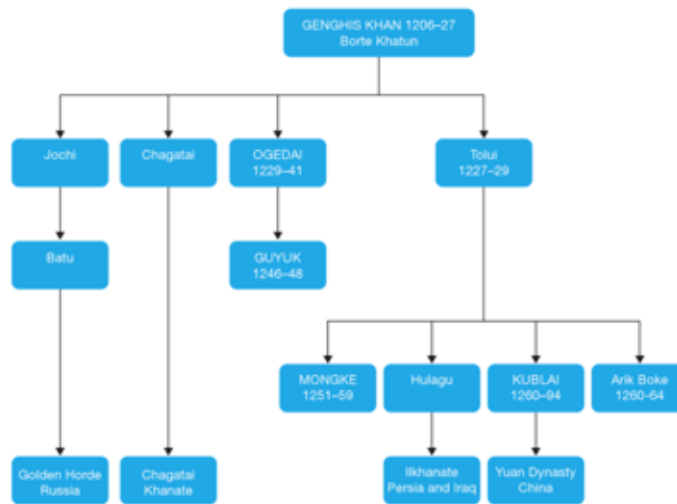 GENGHIS KHAN 1206–27
Borte Khatun
Jochi
Chagatai
OGEDAI
1229–41
Tolui
1227–29
Batu
GUYUK
1246–48
MONGKE
1251–59
Hulagu
KUBLAI
1260–94
Arik Boke
1260-64
Golden Horde
Russia
Chagatai
Khanate
Ilkhanate
Persia and Iraq
Yuan Dynasty
China